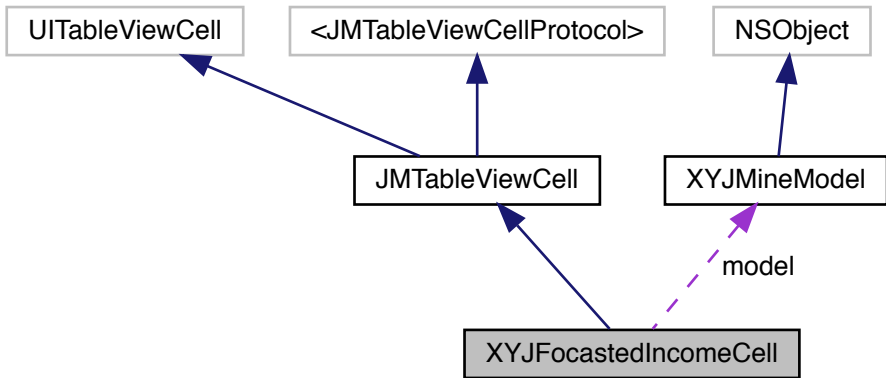 UITableViewCell
<JMTableViewCellProtocol>
NSObject
JMTableViewCell
XYJMineModel
model
XYJFocastedIncomeCell